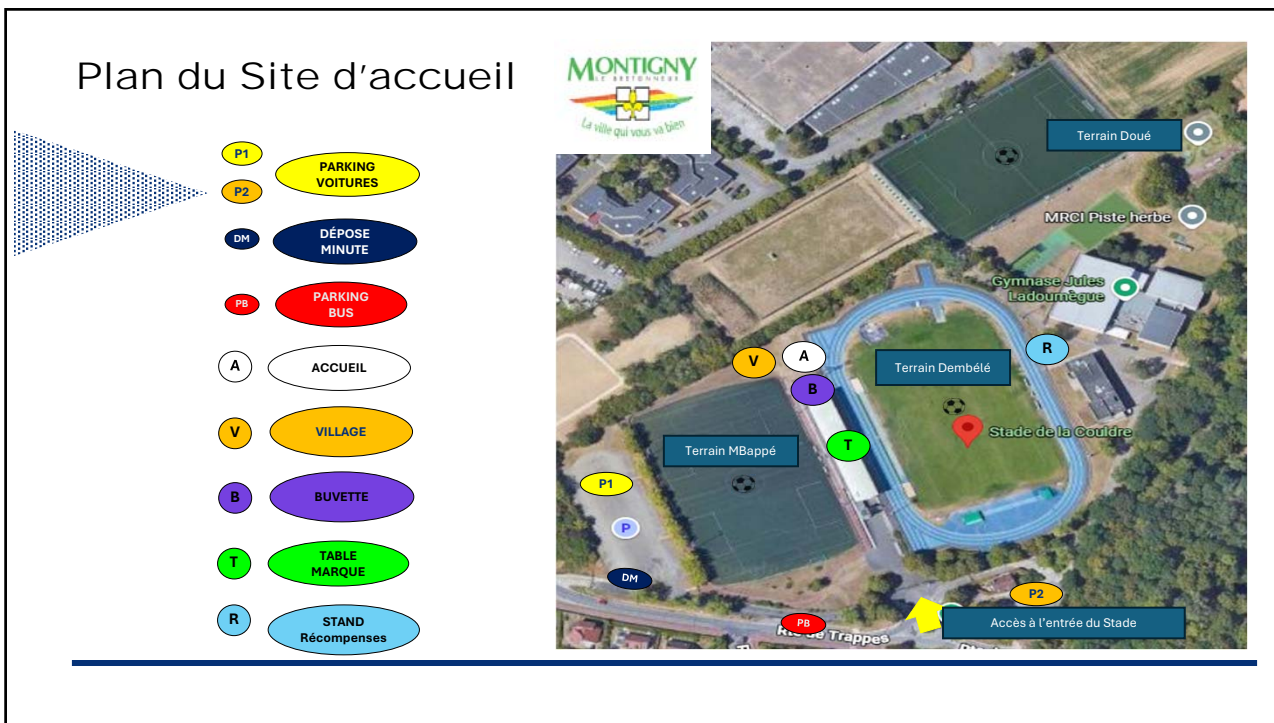 Plan du Site d'accueil
MONTIGNY
LE BRETONNEUX
La ville qui vous va bien
P1
P2
PARKING
VOITURES
DM
DÉPOSE
MINUTE
PB
PARKING
BUS
A
ACCUEIL
V
VILLAGE
B
BUVETTE
T
TABLE
MARQUE
R
STAND
Récompenses
Terrain Doué
MRCI Piste herbe
Gymnase Jules
Ladoumègue
R
V
A
B
Terrain Dembélé
Stade de la Couldre
Terrain MBappé
T
P1
P
DM
P2
PB
Rte de Trappes
Accès à l'entrée du Stade